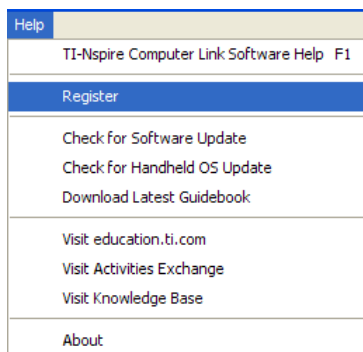 Help
TI-Nspire Computer Link Software Help F1
Register
Check for Software Update
Check for Handheld OS Update
Download Latest Guidebook
Visit education.ti.com
Visit Activities Exchange
Visit Knowledge Base
About